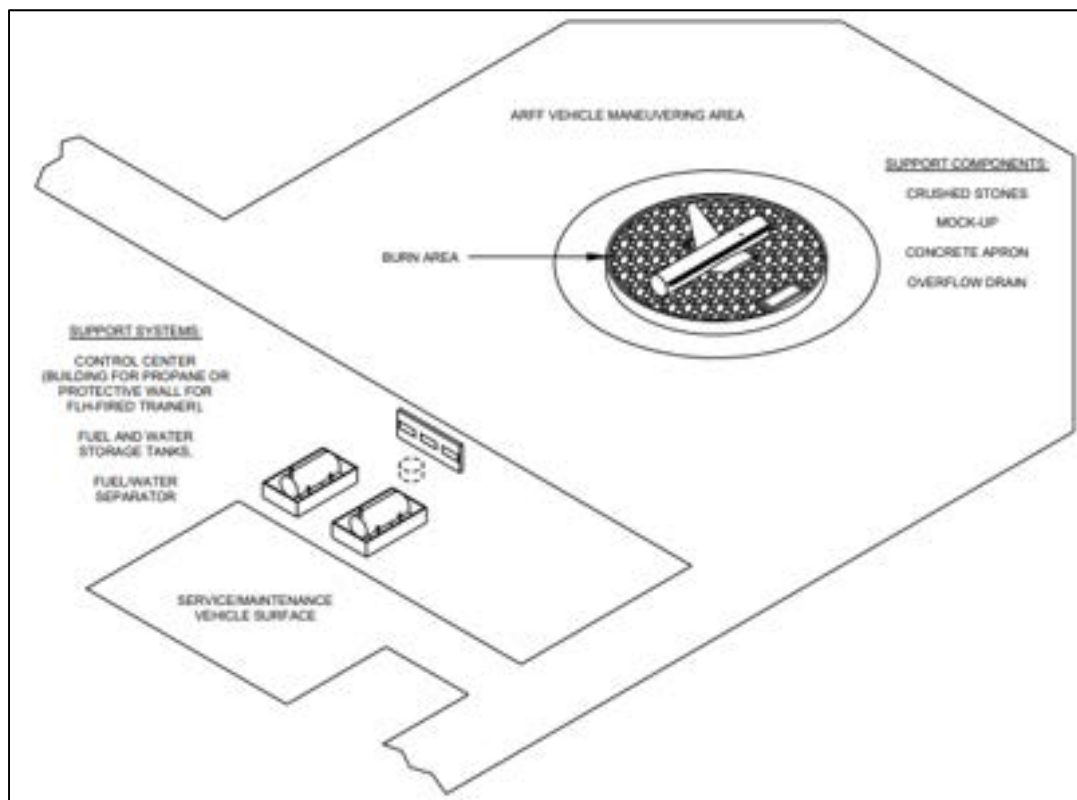 ARFF VEHICLE MANEUVERING AREA
SUPPORT COMPONENTS:
CRUSHED STONES
MOCK-UP
CONCRETE APRON
OVERFLOW DRAIN
BURN AREA
SUPPORT SYSTEMS:
CONTROL CENTER
(BUILDING FOR PROPANE OR
PROTECTIVE WALL FOR
FLH-FIRED TRAINER).
FUEL AND WATER
STORAGE TANKS.
FUEL/WATER
SEPARATOR
SERVICE/MAINTENANCE
VEHICLE SURFACE